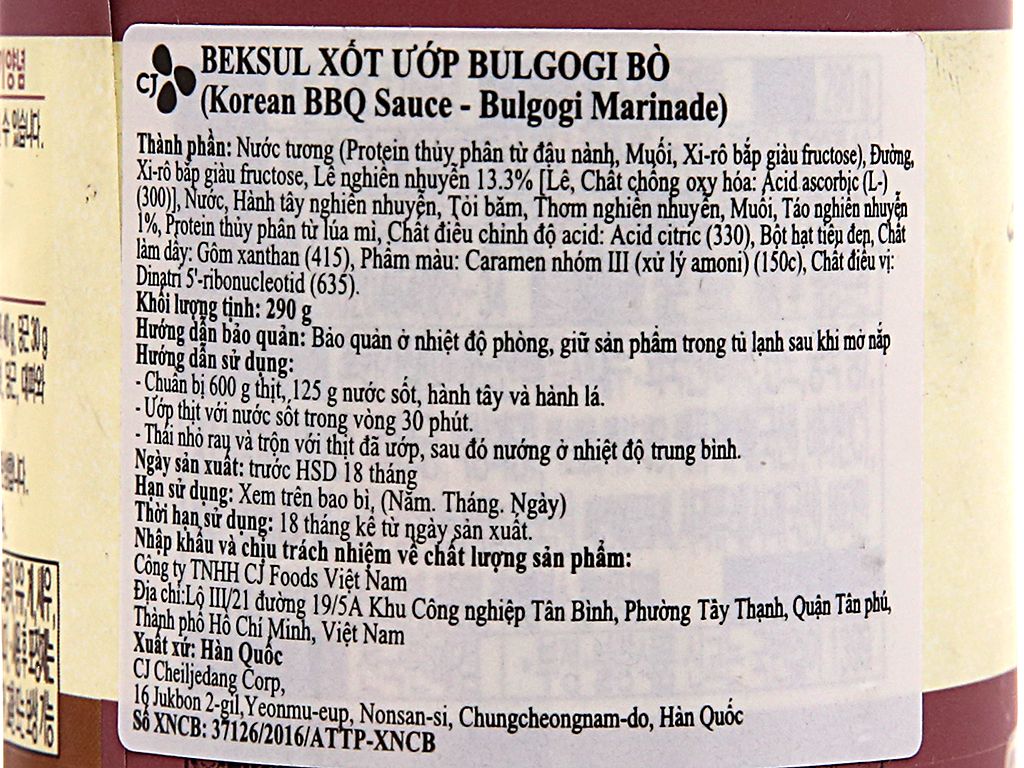 CJ
BEKSUL XỐT ƯỚP BULGOGI BÒ
(Korean BBQ Sauce - Bulgogi Marinade)
Thành phần: Nước tương (Protein thủy phân từ đậu nành, Muối, Xi-rô bắp giàu fructose), Đường,
Xi-rô bắp giàu fructose, Lê nghiền nhuyễn 13.3% [Lê, Chất chống oxy hóa: Acid ascorbic (L-)
(300)], Nước, Hành tây nghiền nhuyễn, Tỏi băm, Thơm nghiền nhuyễn, Muối, Táo nghiền nhuyễn
1%, Protein thủy phân từ lúa mì, Chất điều chỉnh độ acid: Acid citric (330), Bột hạt tiêu đen, Chất
làm dầy: Gôm xanthan (415), Phẩm màu: Caramen nhóm III (xử lý amoni) (150c), Chất điều vị:
Dinatri 5'-ribonucleotid (635).
Khối lượng tịnh: 290 g
Hướng dẫn bảo quản: Bảo quản ở nhiệt độ phòng, giữ sản phẩm trong tủ lạnh sau khi mở nắp
Hướng dẫn sử dụng:
- Chuẩn bị 600 g thịt, 125 g nước sốt, hành tây và hành lá.
- Ướp thịt với nước sốt trong vòng 30 phút.
- Thái nhỏ rau và trộn với thịt đã ướp, sau đó nướng ở nhiệt độ trung bình.
Ngày sản xuất: trước HSD 18 tháng
Hạn sử dụng: Xem trên bao bì, (Năm. Tháng. Ngày)
Thời hạn sử dụng: 18 tháng kể từ ngày sản xuất.
Nhập khẩu và chịu trách nhiệm về chất lượng sản phẩm:
Công ty TNHH CJ Foods Việt Nam
Địa chỉ:Lô III/21 đường 19/5A Khu Công nghiệp Tân Bình, Phường Tây Thạnh, Quận Tân phú,
Thành phố Hồ Chí Minh, Việt Nam
Xuất xứ: Hàn Quốc
CJ Cheiljedang Corp,
16 Jukbon 2-gil,Yeonmu-eup, Nonsan-si, Chungcheongnam-do, Hàn Quốc
Số XNCB: 37126/2016/ATTP-XNCB